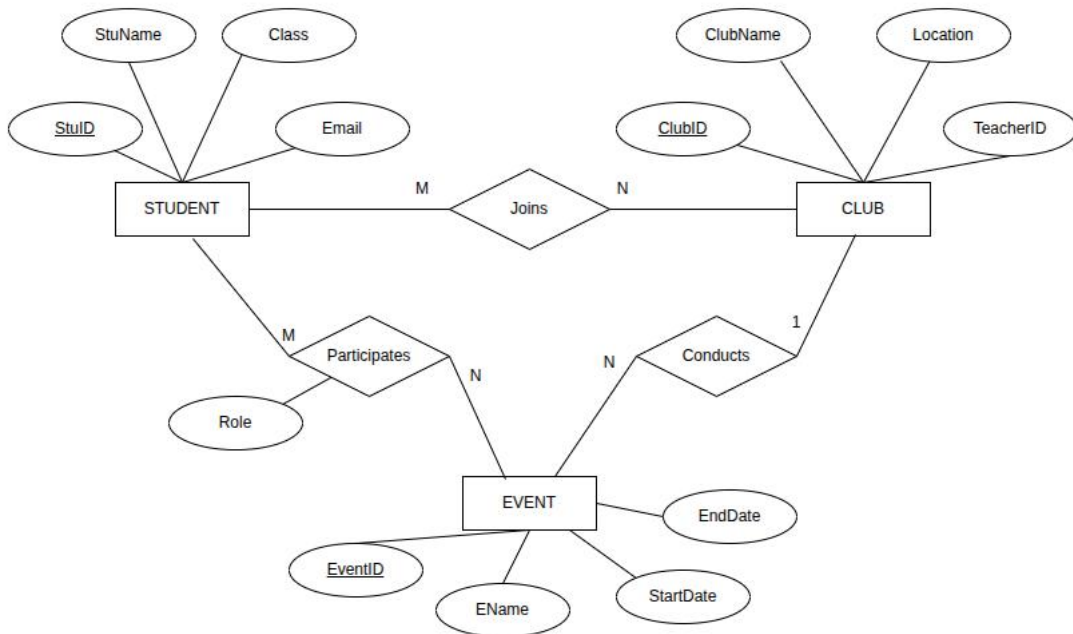 StuName
Class
ClubName
Location
StuID
Email
ClubID
TeacherID
STUDENT
M
Joins
N
CLUB
M
Participates
N
N
Conducts
1
Role
EVENT
EndDate
EventID
EName
StartDate